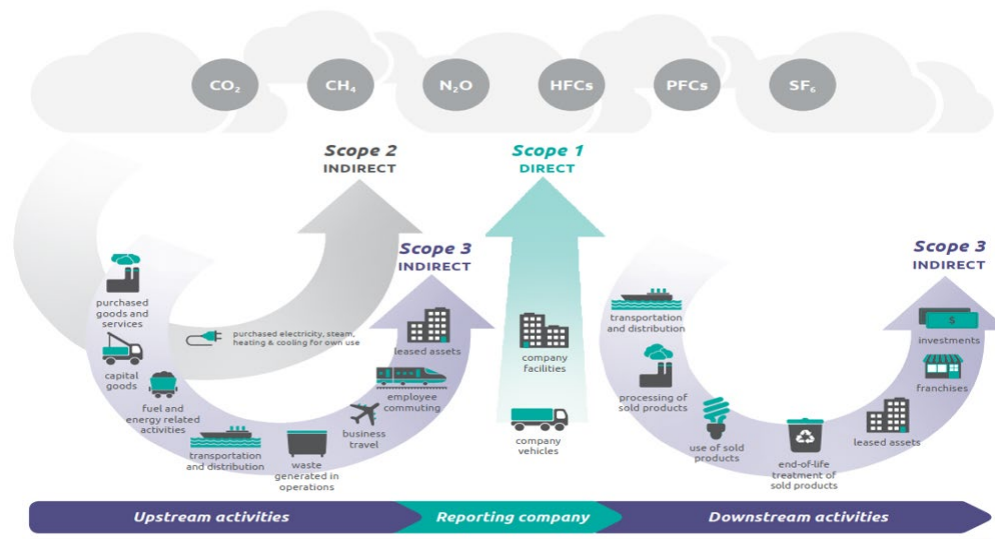 CO₂
CH₄
N₂O
HFCs
PFCs
SF₆
Scope 2
INDIRECT
Scope 1
DIRECT
Scope 3
INDIRECT
Scope 3
INDIRECT
purchased
goods and
services
capital
goods
fuel and
energy related
activities
purchased electricity, steam,
heating & cooling for own use
transportation
and distribution
waste
generated in
operations
business
travel
employee
commuting
leased assets
company
facilities
company
vehicles
transportation
and distribution
processing of
sold products
use of sold
products
end-of-life
treatment of
sold products
leased assets
franchises
$
investments
Upstream activities
Reporting company
Downstream activities